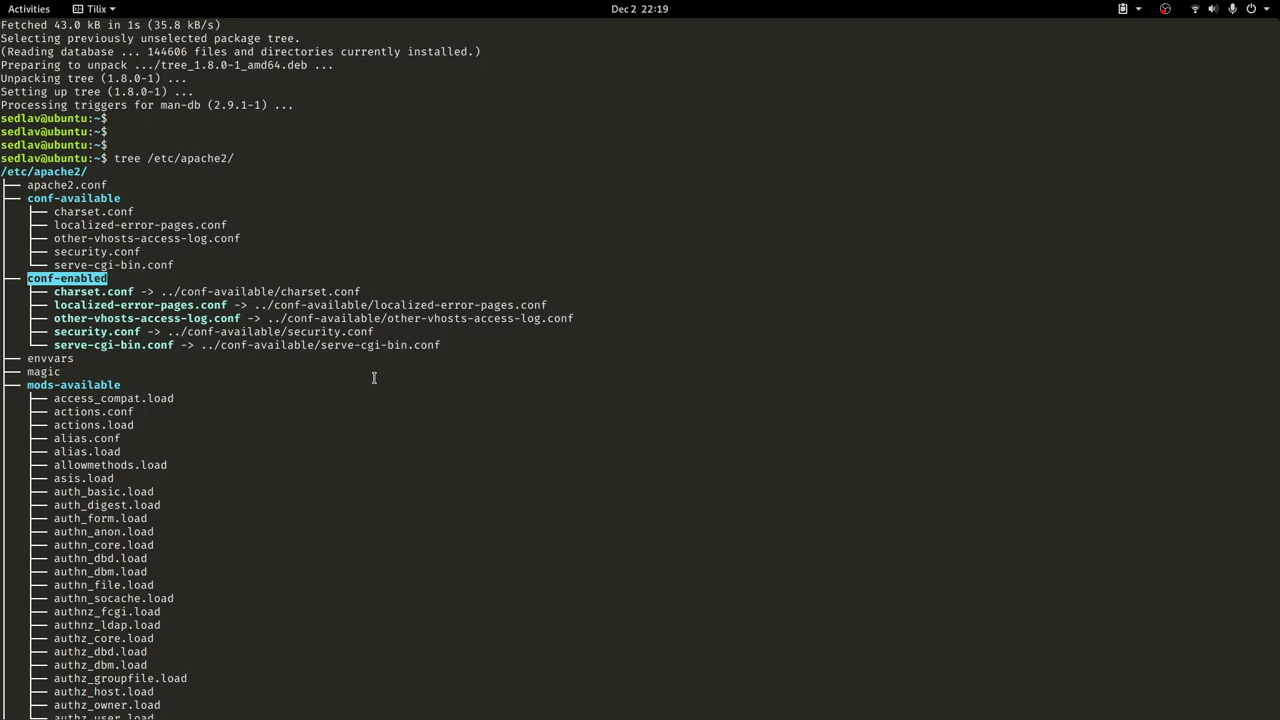 Activities Tilix Dec 2 22:19
Fetched 43.0 kB in 1s (35.8 kB/s)
Selecting previously unselected package tree.
(Reading database ... 144606 files and directories currently installed.)
Preparing to unpack .../tree_1.8.0-1_amd64.deb ...
Unpacking tree (1.8.0-1) ...
Setting up tree (1.8.0-1) ...
Processing triggers for man-db (2.9.1-1) ...
sedlav@ubuntu:~$
sedlav@ubuntu:~$
sedlav@ubuntu:~$
sedlav@ubuntu:~$ tree /etc/apache2/
/etc/apache2/
├── apache2.conf
├── conf-available
│   ├── charset.conf
│   ├── localized-error-pages.conf
│   ├── other-vhosts-access-log.conf
│   ├── security.conf
│   └── serve-cgi-bin.conf
├── conf-enabled
│   ├── charset.conf -> ../conf-available/charset.conf
│   ├── localized-error-pages.conf -> ../conf-available/localized-error-pages.conf
│   ├── other-vhosts-access-log.conf -> ../conf-available/other-vhosts-access-log.conf
│   ├── security.conf -> ../conf-available/security.conf
│   └── serve-cgi-bin.conf -> ../conf-available/serve-cgi-bin.conf
├── envvars
├── magic
├── mods-available
│   ├── access_compat.load
│   ├── actions.conf
│   ├── actions.load
│   ├── alias.conf
│   ├── alias.load
│   ├── allowmethods.load
│   ├── asis.load
│   ├── auth_basic.load
│   ├── auth_digest.load
│   ├── auth_form.load
│   ├── authn_anon.load
│   ├── authn_core.load
│   ├── authn_dbd.load
│   ├── authn_dbm.load
│   ├── authn_file.load
│   ├── authn_socache.load
│   ├── authnz_fcgi.load
│   ├── authnz_ldap.load
│   ├── authz_core.load
│   ├── authz_dbd.load
│   ├── authz_dbm.load
│   ├── authz_groupfile.load
│   ├── authz_host.load
│   ├── authz_owner.load
│   ├── authz_user.load